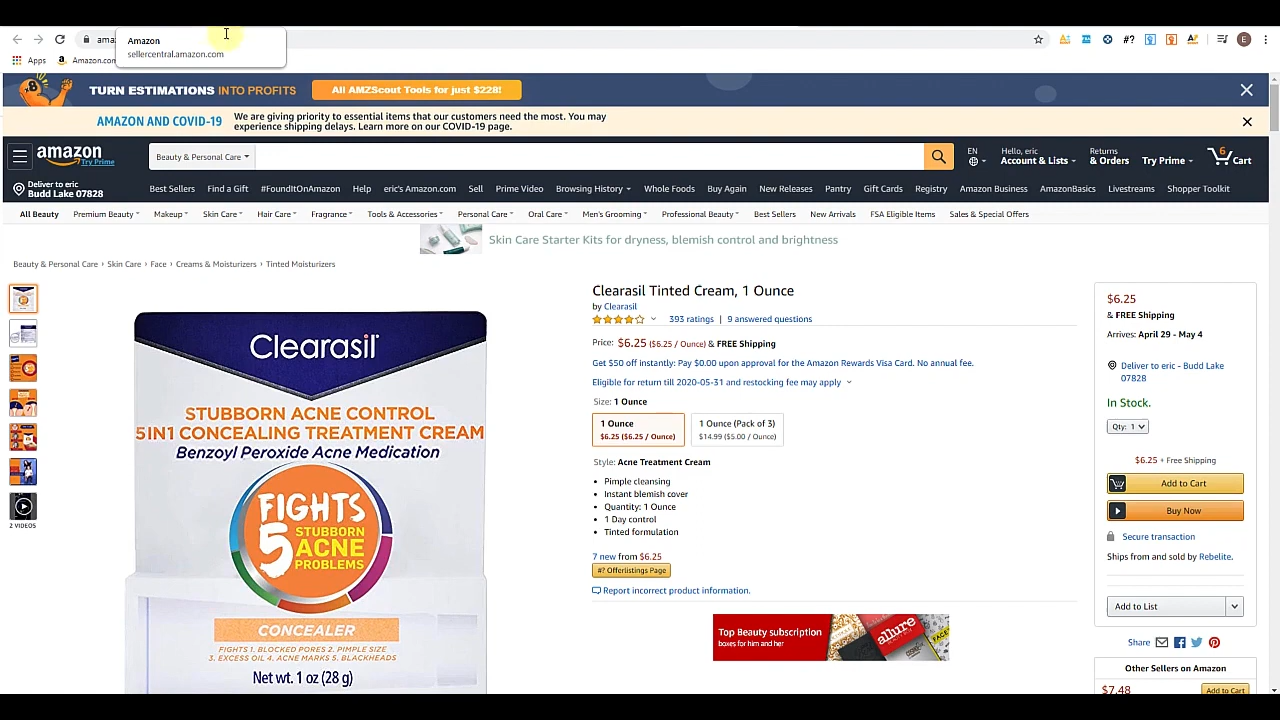 Amazon
sellercentral.amazon.com
ama
#?
E
Apps
Amazon.com
TURN ESTIMATIONS INTO PROFITS
All AMZScout Tools for just $228!
AMAZON AND COVID-19
We are giving priority to essential items that our customers need the most. You may
experience shipping delays. Learn more on our COVID-19 page.
amazon
Try Prime
Beauty & Personal Care
EN
Hello, eric
Account & Lists
Returns
& Orders
Try Prime
6
Cart
Deliver to eric
Budd Lake 07828
Best Sellers
Find a Gift
#FoundItOnAmazon
Help
eric's Amazon.com
Sell
Prime Video
Browsing History
Whole Foods
Buy Again
New Releases
Pantry
Gift Cards
Registry
Amazon Business
AmazonBasics
Livestreams
Shopper Toolkit
All Beauty
Premium Beauty
Makeup
Skin Care
Hair Care
Fragrance
Tools & Accessories
Personal Care
Oral Care
Men's Grooming
Professional Beauty
Best Sellers
New Arrivals
FSA Eligible Items
Sales & Special Offers
Skin Care Starter Kits for dryness, blemish control and brightness
Beauty & Personal Care › Skin Care › Face › Creams & Moisturizers › Tinted Moisturizers
2 VIDEOS
Clearasil
STUBBORN ACNE CONTROL
5IN1 CONCEALING TREATMENT CREAM
Benzoyl Peroxide Acne Medication
FIGHTS
5 STUBBORN
ACNE
PROBLEMS
CONCEALER
FIGHTS 1. BLOCKED PORES 2. PIMPLE SIZE
3. EXCESS OIL 4. ACNE MARKS 5. BLACKHEADS
Net. wt. 1 oz (28 g)
Clearasil Tinted Cream, 1 Ounce
by Clearasil
393 ratings | 9 answered questions
Price: $6.25 ($6.25 / Ounce) & FREE Shipping
Get $50 off instantly: Pay $0.00 upon approval for the Amazon Rewards Visa Card. No annual fee.
Eligible for return till 2020-05-31 and restocking fee may apply
Size: 1 Ounce
1 Ounce
$6.25 ($6.25 / Ounce)
1 Ounce (Pack of 3)
$14.99 ($5.00 / Ounce)
Style: Acne Treatment Cream
• Pimple cleansing
• Instant blemish cover
• Quantity: 1 Ounce
• 1 Day control
• Tinted formulation
7 new from $6.25
#? Offerlistings Page
Report incorrect product information.
Top Beauty subscription
boxes for him and her
allure
$6.25
& FREE Shipping
Arrives: April 29 - May 4
Deliver to eric - Budd Lake
07828
In Stock.
Qty: 1
$6.25 + Free Shipping
Add to Cart
Buy Now
Secure transaction
Ships from and sold by Rebelite.
Add to List
Share
Other Sellers on Amazon
$7.48
Add to Cart